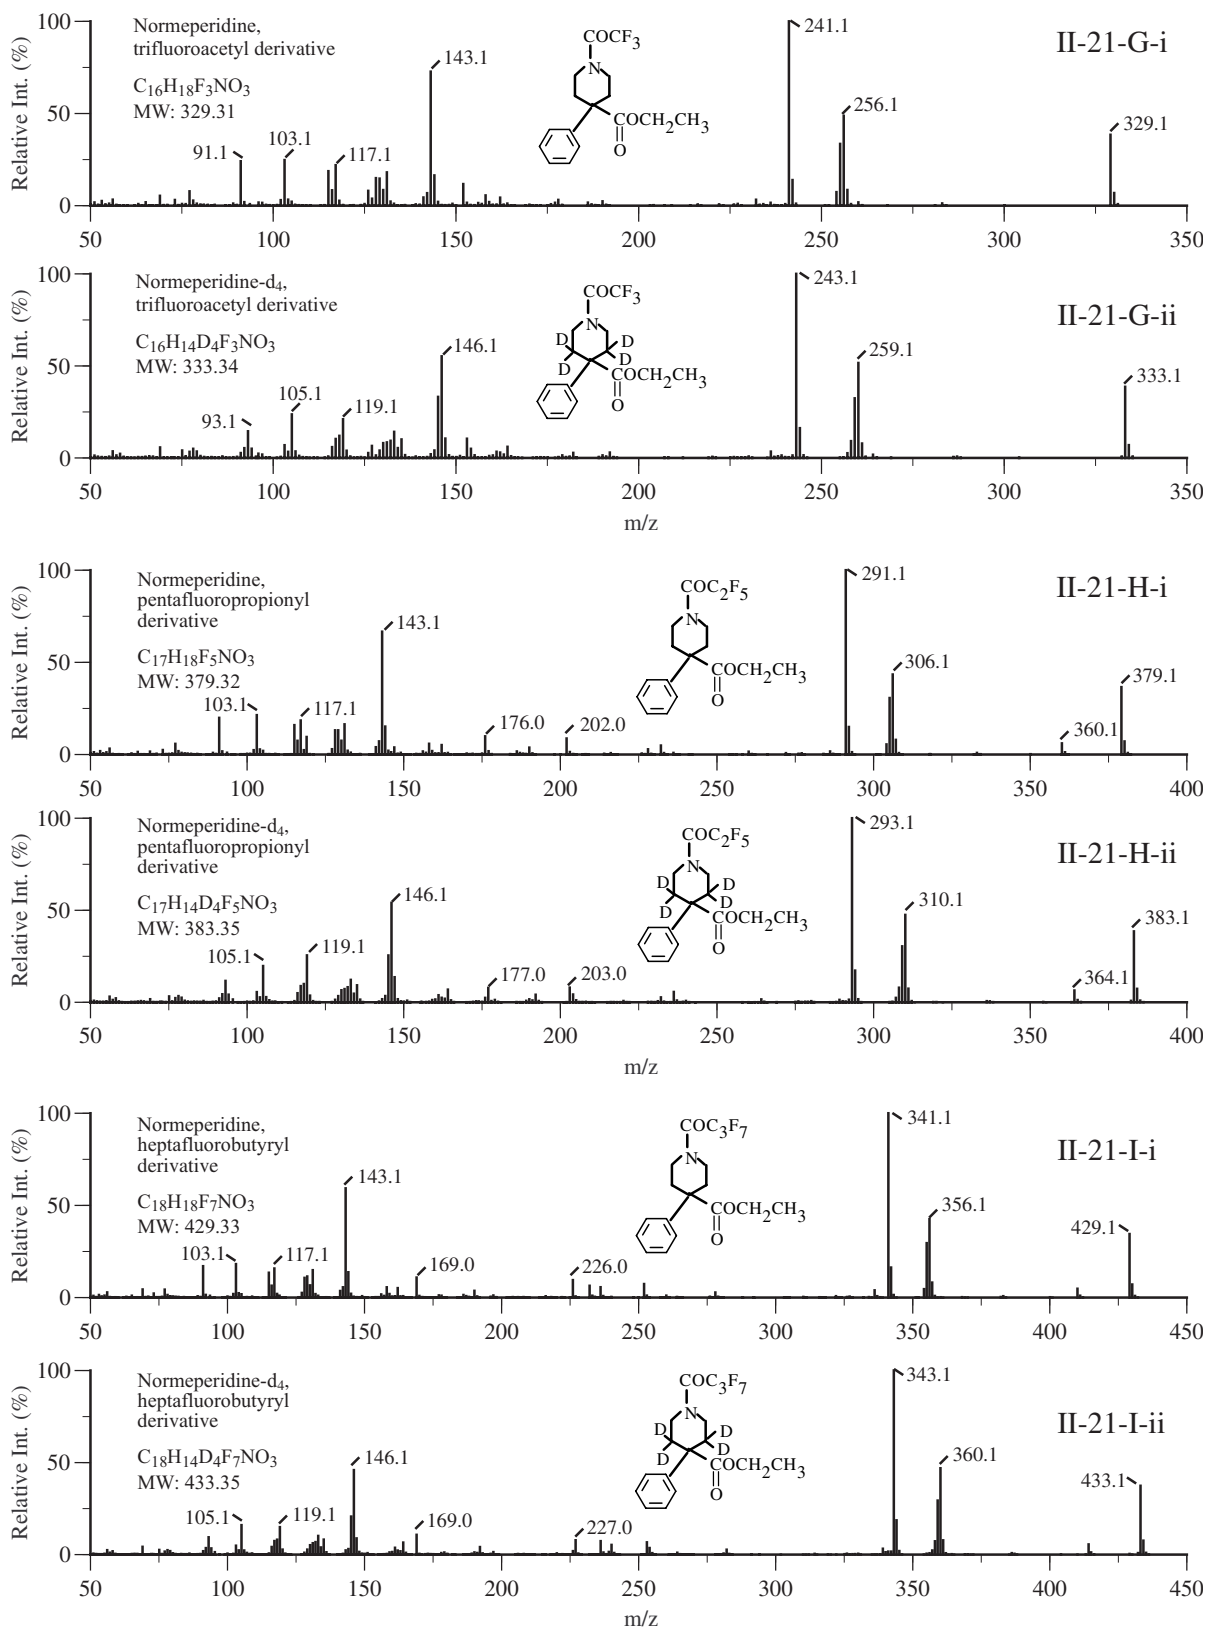 Normeperidine,
trifluoroacetyl derivative
C16H18F3NO3
MW: 329.31
II-21-G-i
COCF3
N
COCH2CH3
O
Relative Int. (%)
100
50
0
91.1
103.1
117.1
143.1
241.1
256.1
329.1
50 100 150 200 250 300 350
Normeperidine-d4,
trifluoroacetyl derivative
C16H14D4F3NO3
MW: 333.34
II-21-G-ii
COCF3
N
D D
D D
COCH2CH3
O
Relative Int. (%)
100
50
0
93.1
105.1
119.1
146.1
243.1
259.1
333.1
50 100 150 200 250 300 350
m/z
Normeperidine,
pentafluoropropionyl
derivative
C17H18F5NO3
MW: 379.32
II-21-H-i
COC2F5
N
COCH2CH3
O
Relative Int. (%)
100
50
0
103.1
117.1
143.1
176.0
202.0
291.1
306.1
360.1
379.1
50 100 150 200 250 300 350 400
Normeperidine-d4,
pentafluoropropionyl
derivative
C17H14D4F5NO3
MW: 383.35
II-21-H-ii
COC2F5
N
D D
D D
COCH2CH3
O
Relative Int. (%)
100
50
0
105.1
119.1
146.1
177.0
203.0
293.1
310.1
364.1
383.1
50 100 150 200 250 300 350 400
m/z
Normeperidine,
heptafluorobutyryl
derivative
C18H18F7NO3
MW: 429.33
II-21-I-i
COC3F7
N
COCH2CH3
O
Relative Int. (%)
100
50
0
103.1
117.1
143.1
169.0
226.0
341.1
356.1
429.1
50 100 150 200 250 300 350 400 450
Normeperidine-d4,
heptafluorobutyryl
derivative
C18H14D4F7NO3
MW: 433.35
II-21-I-ii
COC3F7
N
D D
D D
COCH2CH3
O
Relative Int. (%)
100
50
0
105.1
119.1
146.1
169.0
227.0
343.1
360.1
433.1
50 100 150 200 250 300 350 400 450
m/z